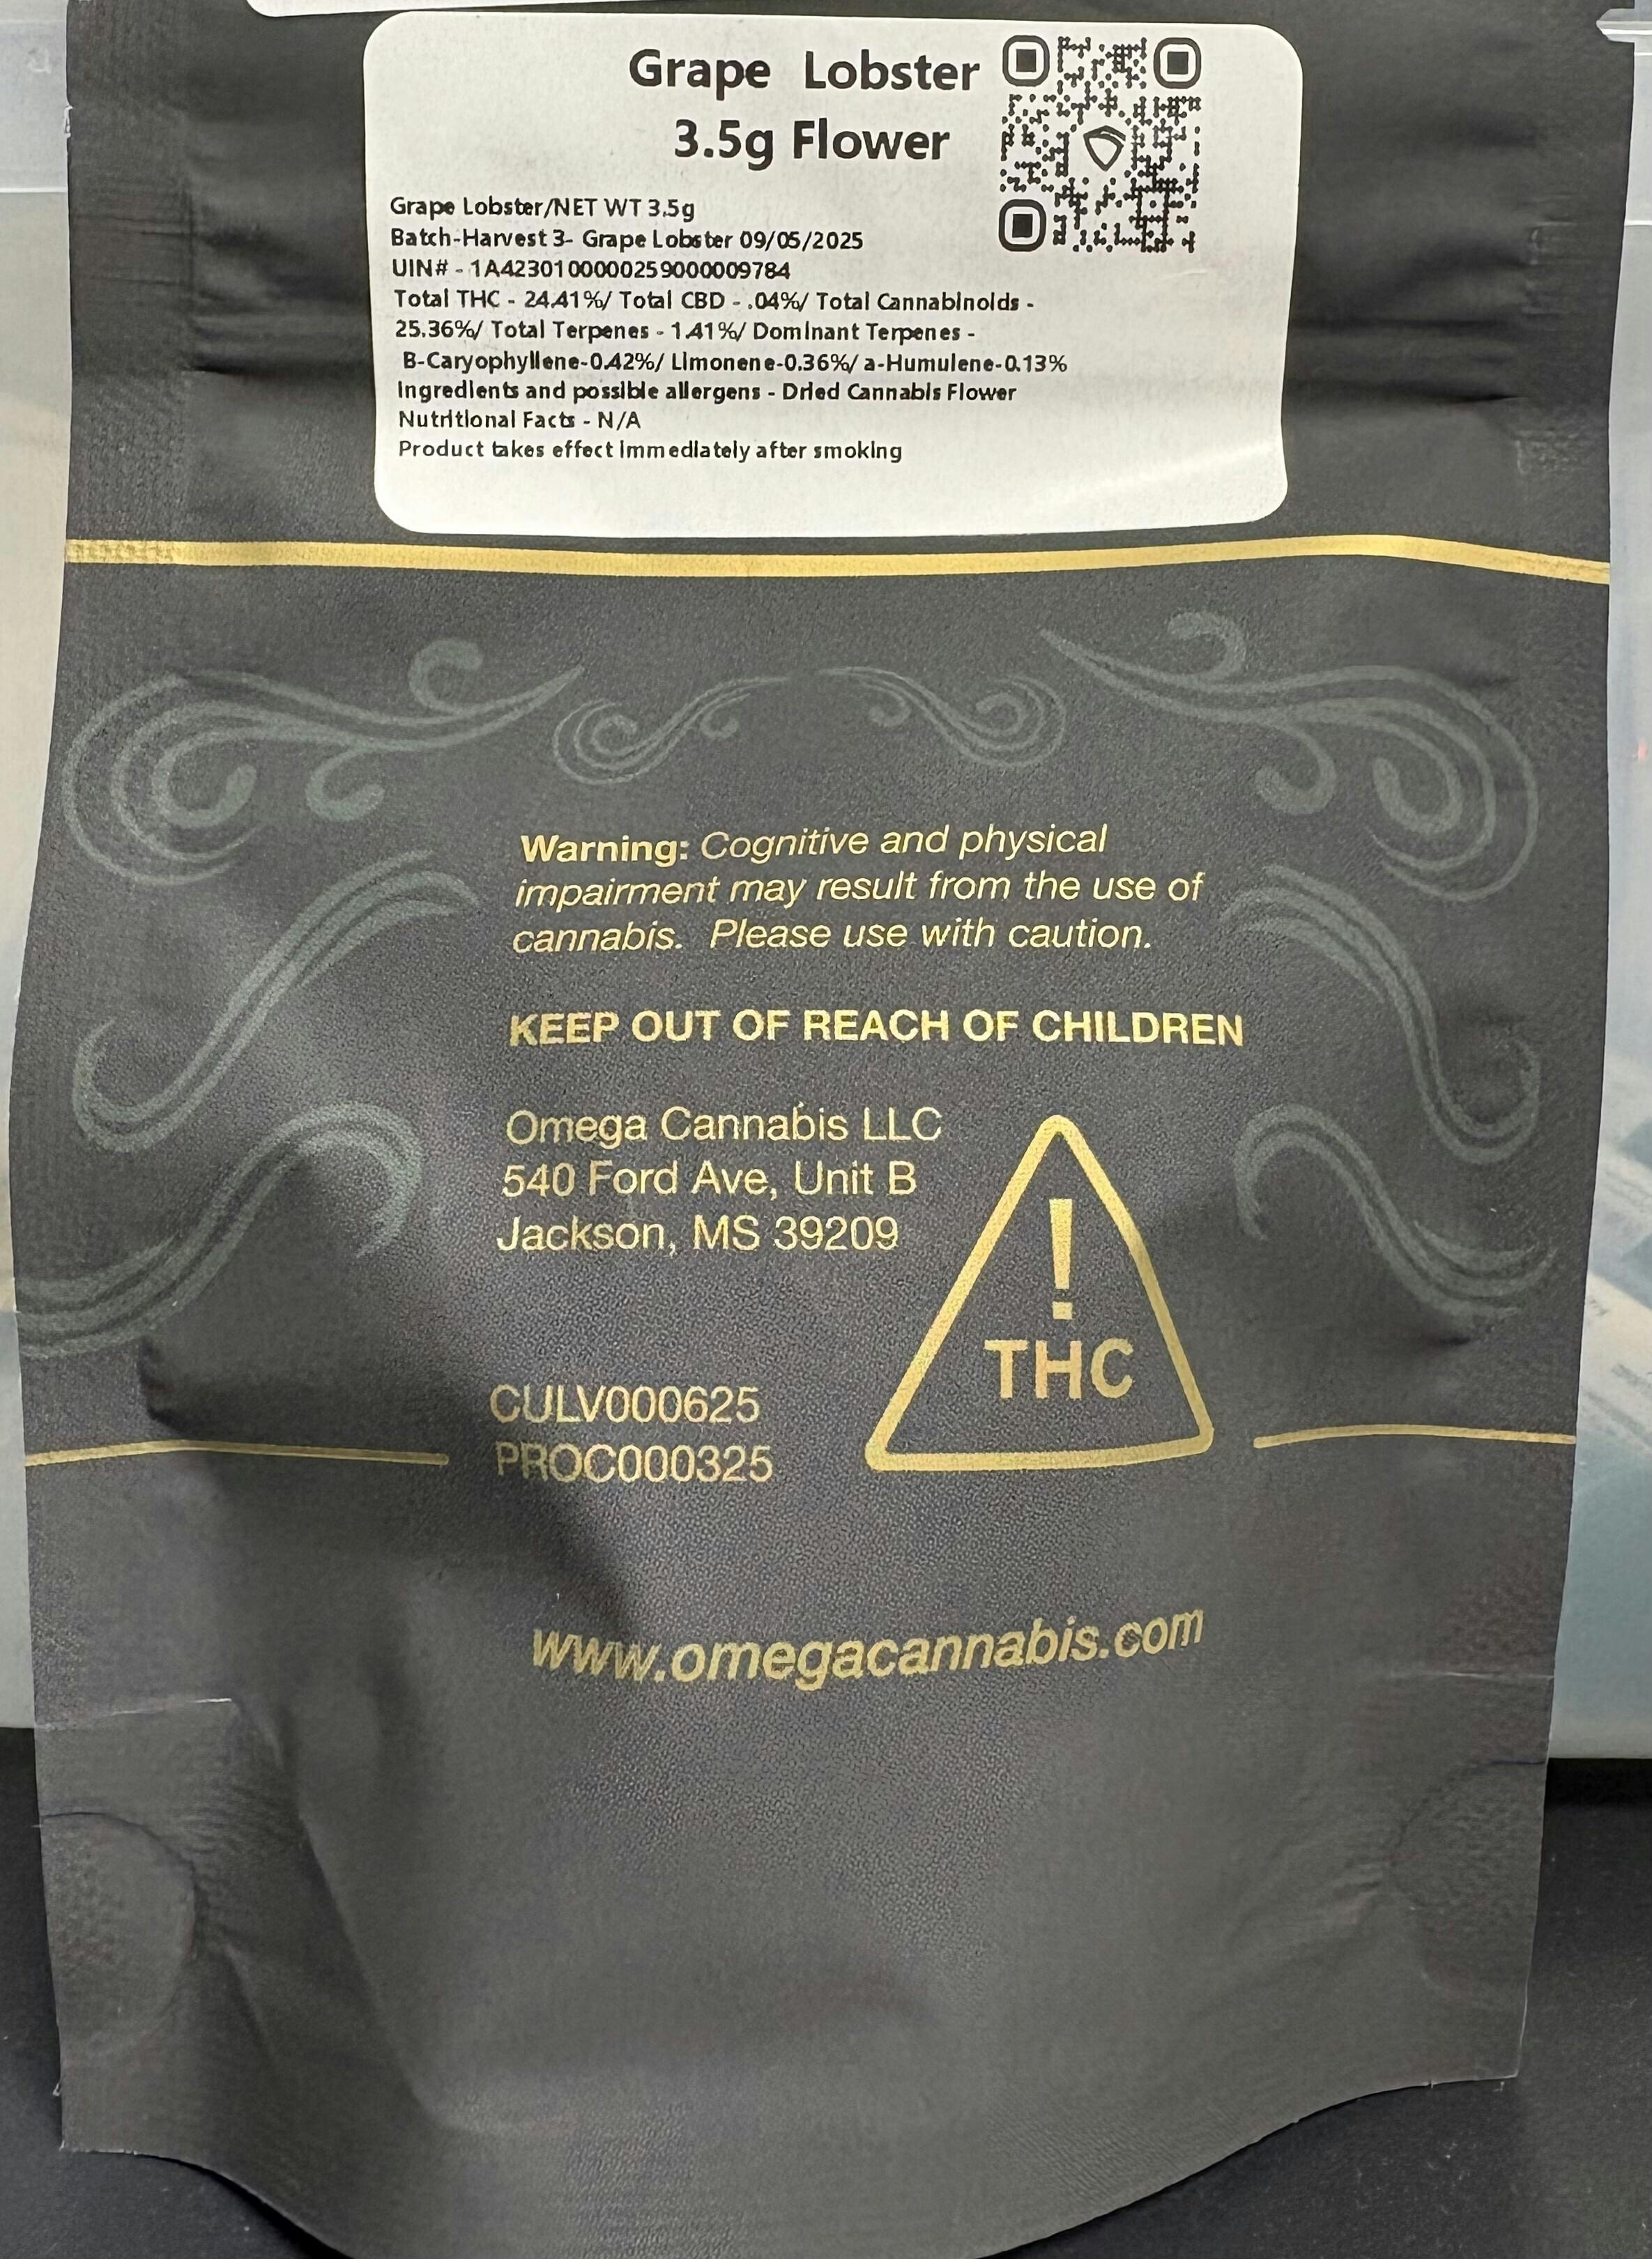 Grape Lobster
3.5g Flower
Grape Lobster/NET WT 3.5g
Batch-Harvest 3- Grape Lobster 09/05/2025
UIN# - 1A4230100000259000009784
Total THC - 24.41%/ Total CBD - .04%/ Total Cannabinolds -
25.36%/ Total Terpenes - 1.41%/ Dominant Terpenes -
B-Caryophyllene-0.42%/ Limonene-0.36%/ a-Humulene-0.13%
Ingredients and possible allergens - Dried Cannabis Flower
Nutritional Facts - N/A
Product takes effect immediately after smoking
Warning: Cognitive and physical
impairment may result from the use of
cannabis. Please use with caution.
KEEP OUT OF REACH OF CHILDREN
Omega Cannabis LLC
540 Ford Ave, Unit B
Jackson, MS 39209
!
THC
CULV000625
PROC000325
www.omegacannabis.com